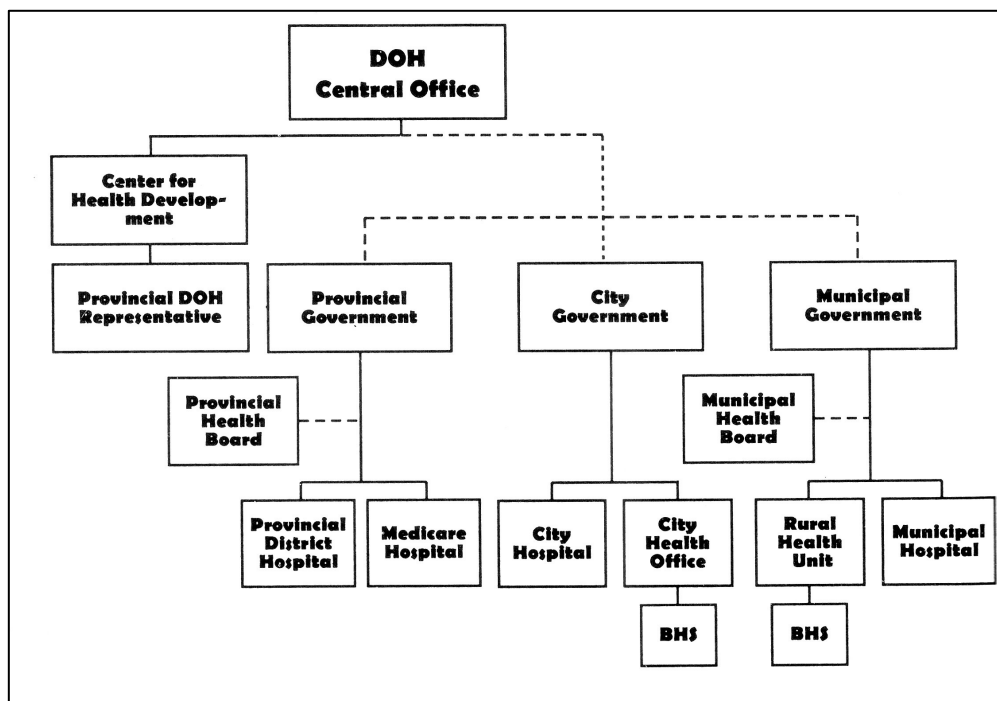 DOH
Central Office
Center for
Health Develop-
ment
Provincial DOH
Representative
Provincial
Government
City
Government
Municipal
Government
Provincial
Health
Board
Municipal
Health
Board
Provincial
District
Hospital
Medicare
Hospital
City
Hospital
City
Health
Office
Rural
Health
Unit
Municipal
Hospital
BHS
BHS